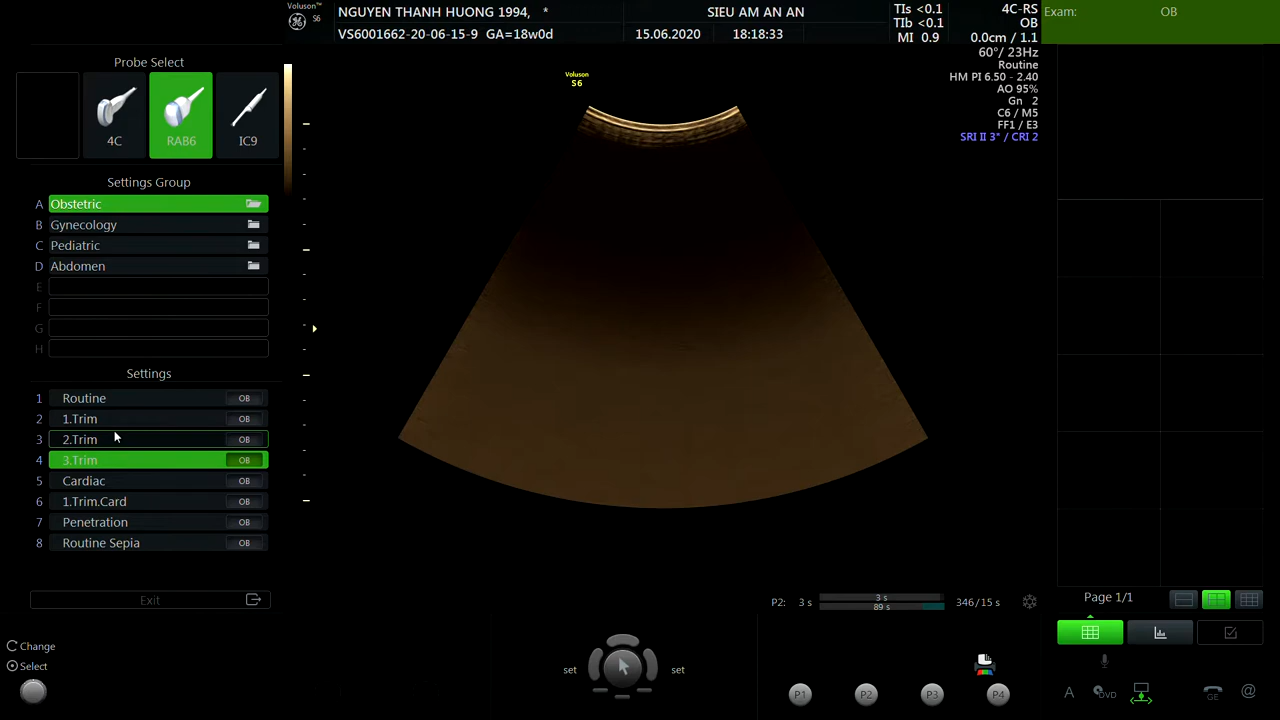 Voluson™
S6
NGUYEN THANH HUONG 1994, *
SIEU AM AN AN
VS6001662-20-06-15-9 GA=18w0d
15.06.2020
18:18:33
TIs <0.1
TIb <0.1
MI 0.9
4C-RS
OB
0.0cm / 1.1
60°/ 23Hz
Routine
HM PI 6.50 - 2.40
AO 95%
Gn 2
C6 / M5
FF1 / E3
SRI II 3* / CRI 2
Exam: OB
Voluson
S6
Probe Select
4C
RAB6
IC9
Settings Group
A Obstetric
B Gynecology
C Pediatric
D Abdomen
E
F
G
H
Settings
1 Routine OB
2 1.Trim OB
3 2.Trim OB
4 3.Trim OB
5 Cardiac OB
6 1.Trim.Card OB
7 Penetration OB
8 Routine Sepia OB
Exit
Change
Select
set
set
P2: 3 s
3 s
89 s
346/15 s
P1
P2
P3
P4
Page 1/1
A
DVD
GE
@